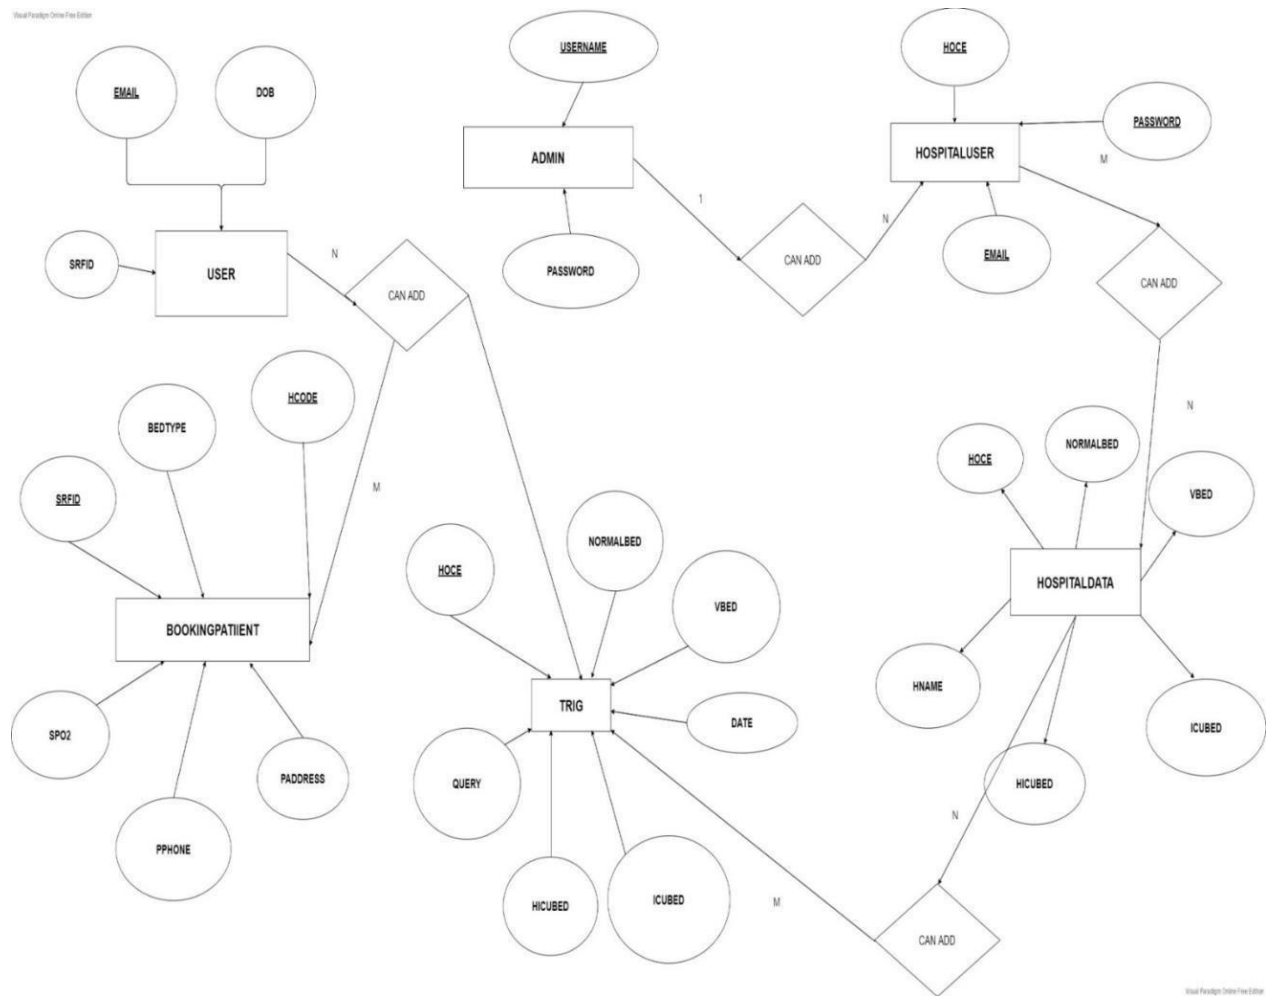 Visual Paradigm Online Free Edition
USERNAME
HOCE
EMAIL
DOB
PASSWORD
ADMIN
HOSPITALUSER
M
1
N
SRFID
USER
N
CAN ADD
EMAIL
PASSWORD
CAN ADD
CAN ADD
HCODE
BEDTYPE
N
NORMALBED
HOCE
VBED
SRFID
M
NORMALBED
HOCE
VBED
HOSPITALDATA
BOOKINGPATIIENT
HNAME
TRIG
DATE
ICUBED
SPO2
PADDRESS
QUERY
HICUBED
N
PPHONE
HICUBED
ICUBED
M
CAN ADD
Visual Paradigm Online Free Edition